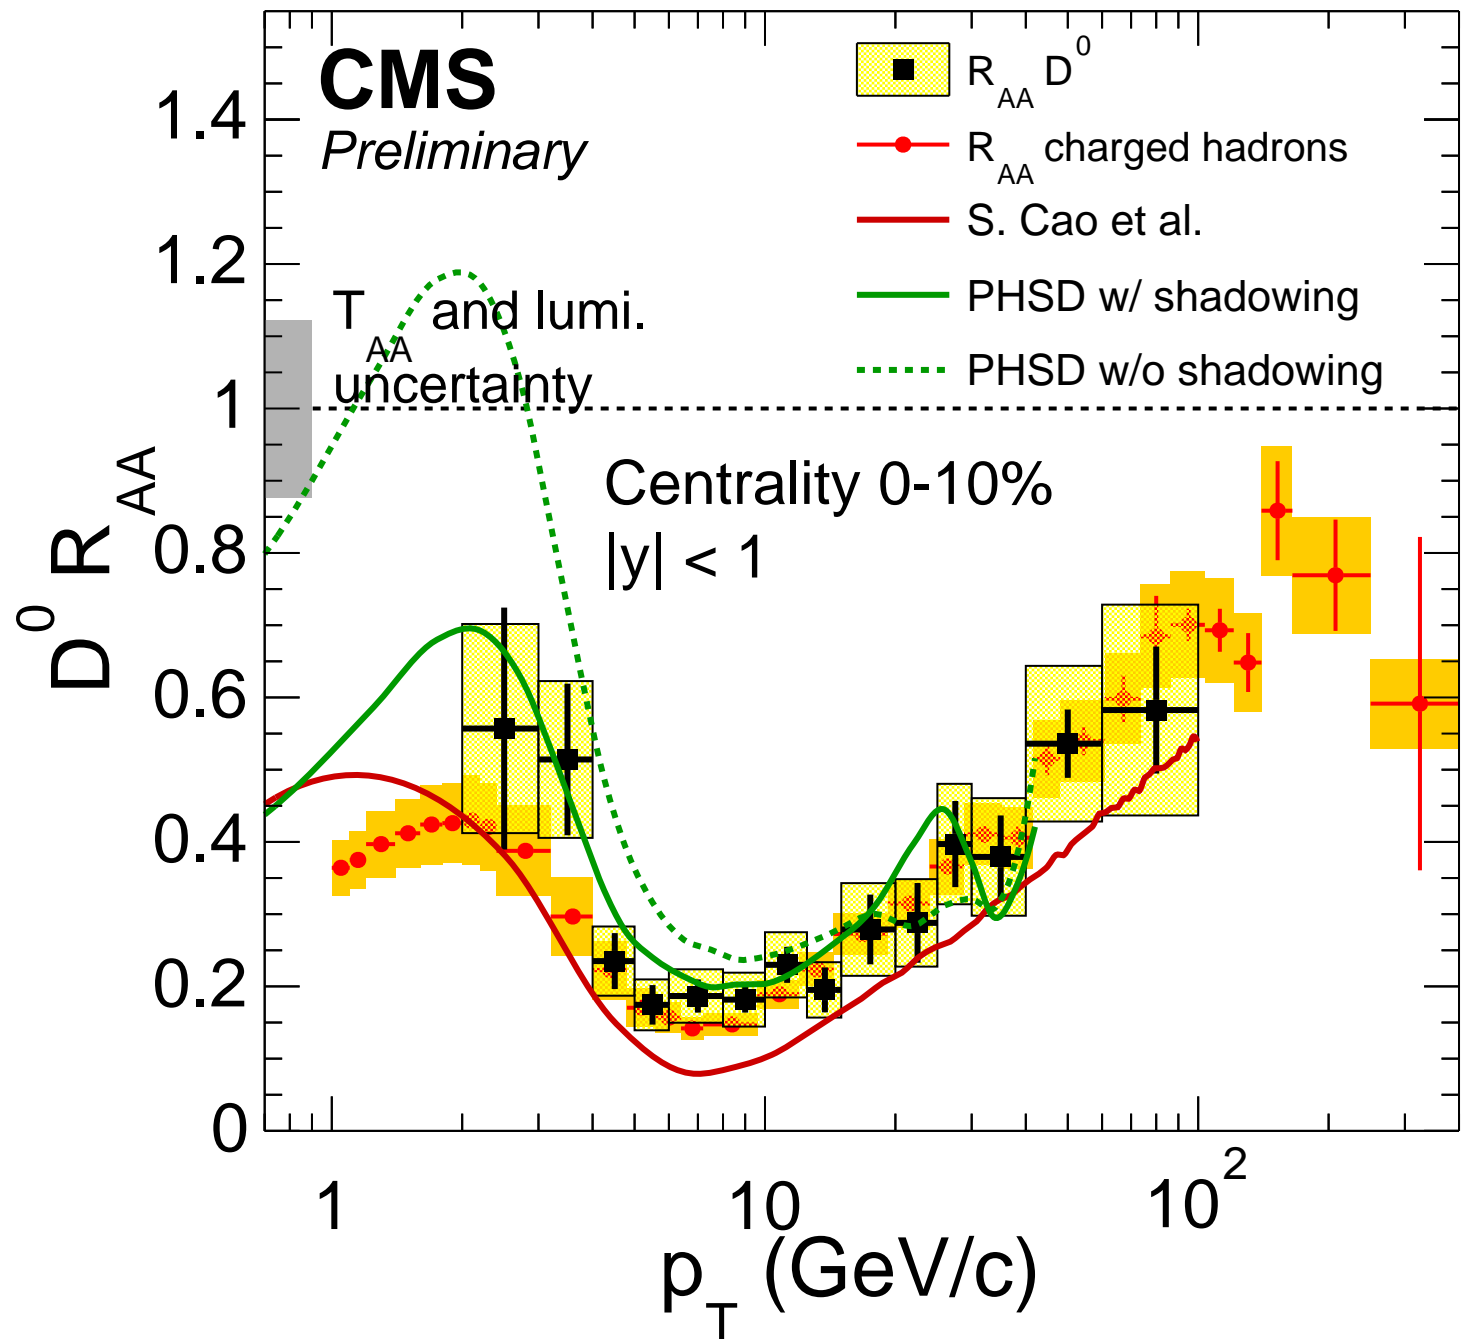 CMS
Preliminary
R_AA D^0
R_AA charged hadrons
S. Cao et al.
PHSD w/ shadowing
PHSD w/o shadowing
T_AA and lumi.
uncertainty
Centrality 0-10%
|y| < 1
D^0 R_AA
1.4
1.2
1
0.8
0.6
0.4
0.2
0
1
10
10^2
p_T (GeV/c)